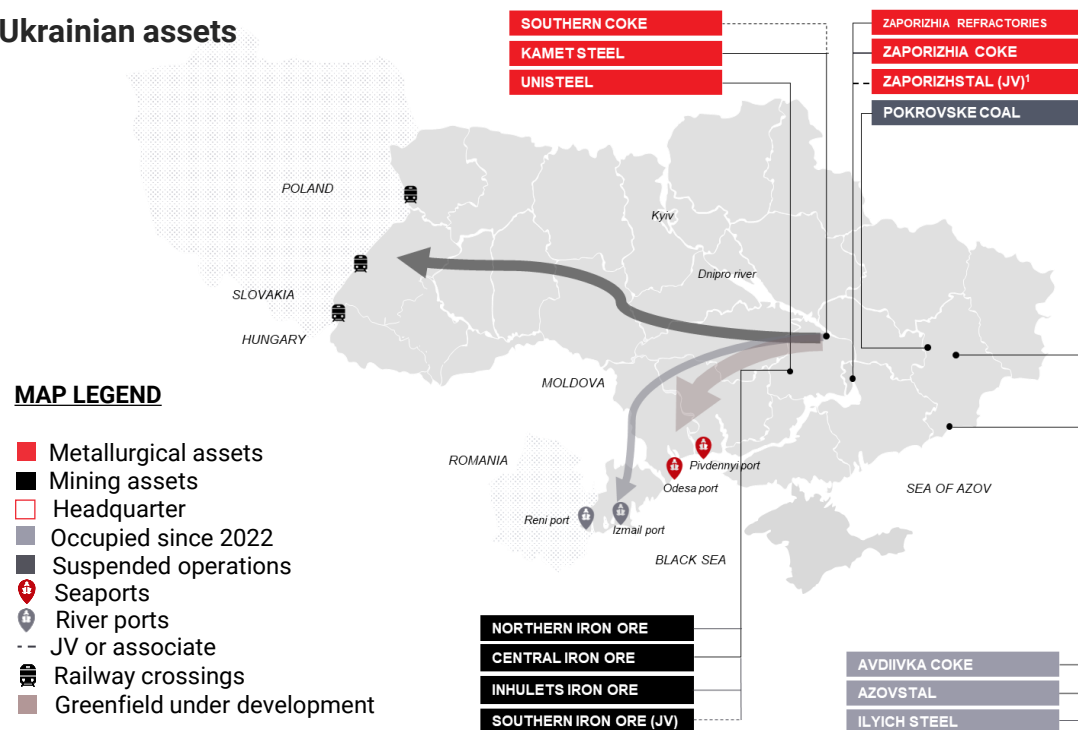 Ukrainian assets
SOUTHERN COKE
KAMET STEEL
UNISTEEL
ZAPORIZHIA REFRACTORIES
ZAPORIZHIA COKE
ZAPORIZHSTAL (JV)¹
POKROVSKE COAL
POLAND
Kyiv
Dnipro river
SLOVAKIA
HUNGARY
MOLDOVA
ROMANIA
Pivdennyi port
Odesa port
SEA OF AZOV
Reni port
Izmail port
BLACK SEA
MAP LEGEND
Metallurgical assets
Mining assets
Headquarter
Occupied since 2022
Suspended operations
Seaports
River ports
JV or associate
Railway crossings
Greenfield under development
NORTHERN IRON ORE
CENTRAL IRON ORE
INHULETS IRON ORE
SOUTHERN IRON ORE (JV)
AVDIIVKA COKE
AZOVSTAL
ILYICH STEEL